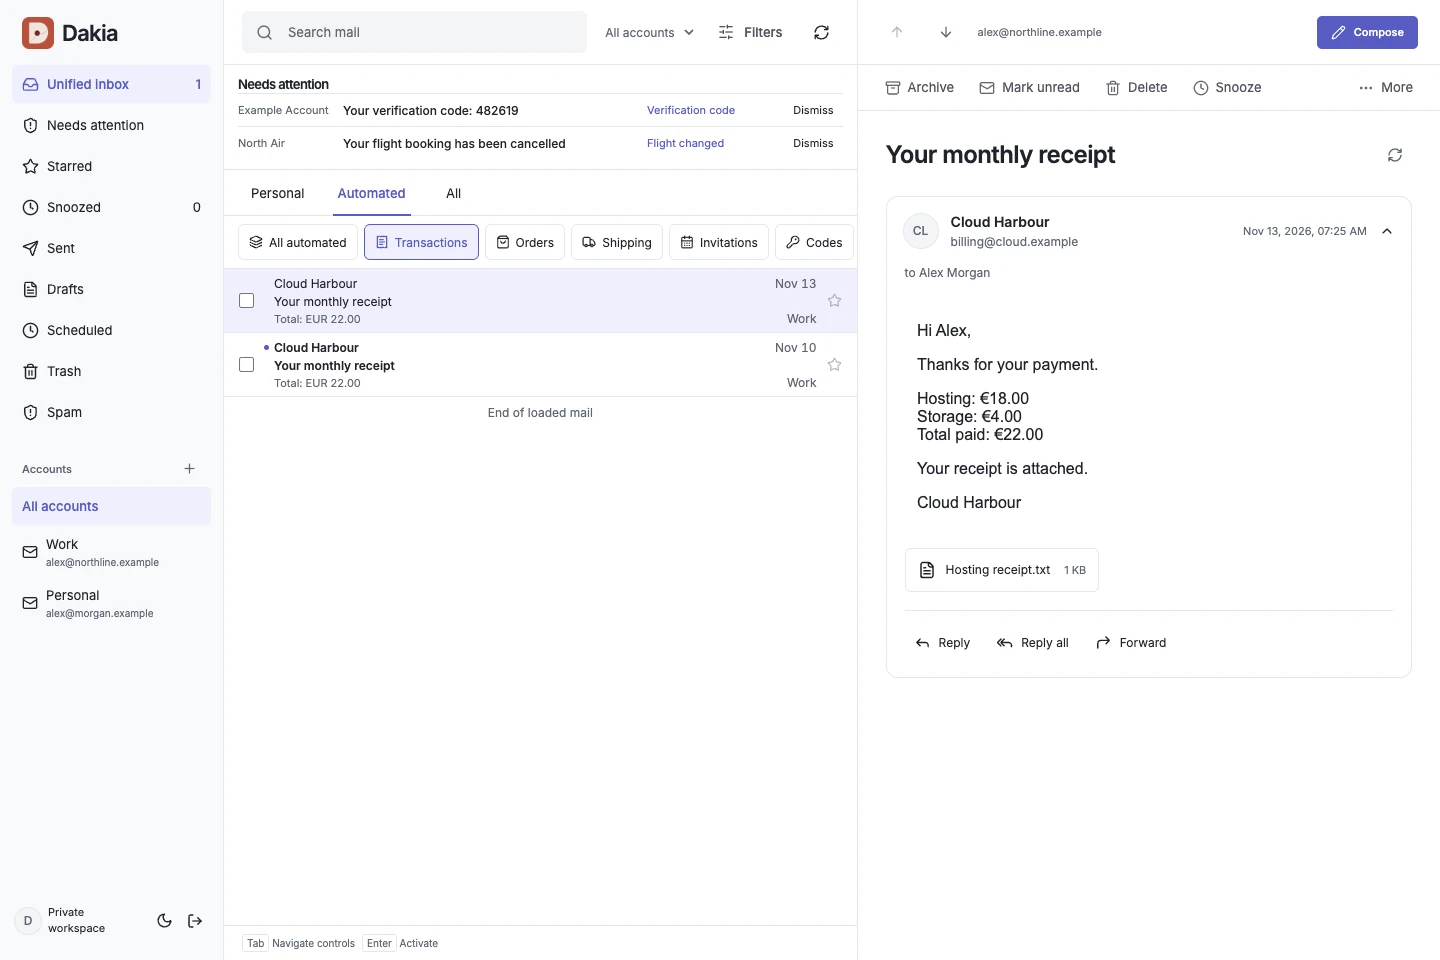 Dakia
Unified inbox 1
Needs attention
Starred
Snoozed 0
Sent
Drafts
Scheduled
Trash
Spam
Accounts
All accounts
Work
alex@northline.example
Personal
alex@morgan.example
D
Private
workspace
Search mail
All accounts
Filters
Needs attention
Example Account Your verification code: 482619 Verification code Dismiss
North Air Your flight booking has been cancelled Flight changed Dismiss
Personal Automated All
All automated Transactions Orders Shipping Invitations Codes
Cloud Harbour Nov 13
Your monthly receipt
Total: EUR 22.00 Work
Cloud Harbour Nov 10
Your monthly receipt
Total: EUR 22.00 Work
End of loaded mail
Tab Navigate controls Enter Activate
alex@northline.example
Compose
Archive Mark unread Delete Snooze More
Your monthly receipt
CL
Cloud Harbour
billing@cloud.example
Nov 13, 2026, 07:25 AM
to Alex Morgan
Hi Alex,
Thanks for your payment.
Hosting: €18.00
Storage: €4.00
Total paid: €22.00
Your receipt is attached.
Cloud Harbour
Hosting receipt.txt 1 KB
Reply Reply all Forward